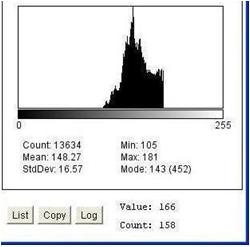 0 255
Count: 13634 Min: 105
Mean: 148.27 Max: 181
StdDev: 16.57 Mode: 143 (452)
List Copy Log Value: 166
Count: 158